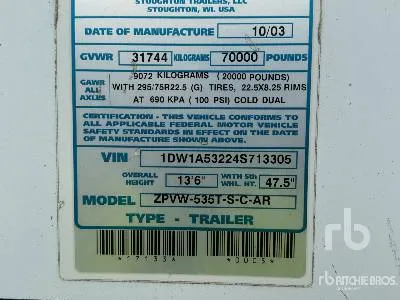 STOUGHTON TRAILERS, LLC
STOUGHTON, WI. USA
DATE OF MANUFACTURE 10/03
GVWR 31744 KILOGRAMS 70000 POUNDS
GAWR ALL AXLES
9072 KILOGRAMS (20000 POUNDS)
WITH 295/75R22.5 (G) TIRES, 22.5X8.25 RIMS
AT 690 KPA (100 PSI) COLD DUAL
CERTIFICATION - THIS VEHICLE CONFORMS TO
ALL APPLICABLE FEDERAL MOTOR VEHICLE
SAFETY STANDARDS IN EFFECT ON THE DATE
OF MANUFACTURE SHOWN ABOVE.
VIN 1DW1A53224S713305
OVERALL HEIGHT 13'6" WITH 5th WHL. HT. 47.5"
MODEL ZPVW-535T-S-C-AR
TYPE - TRAILER
rb
rb RITCHIE BROS.